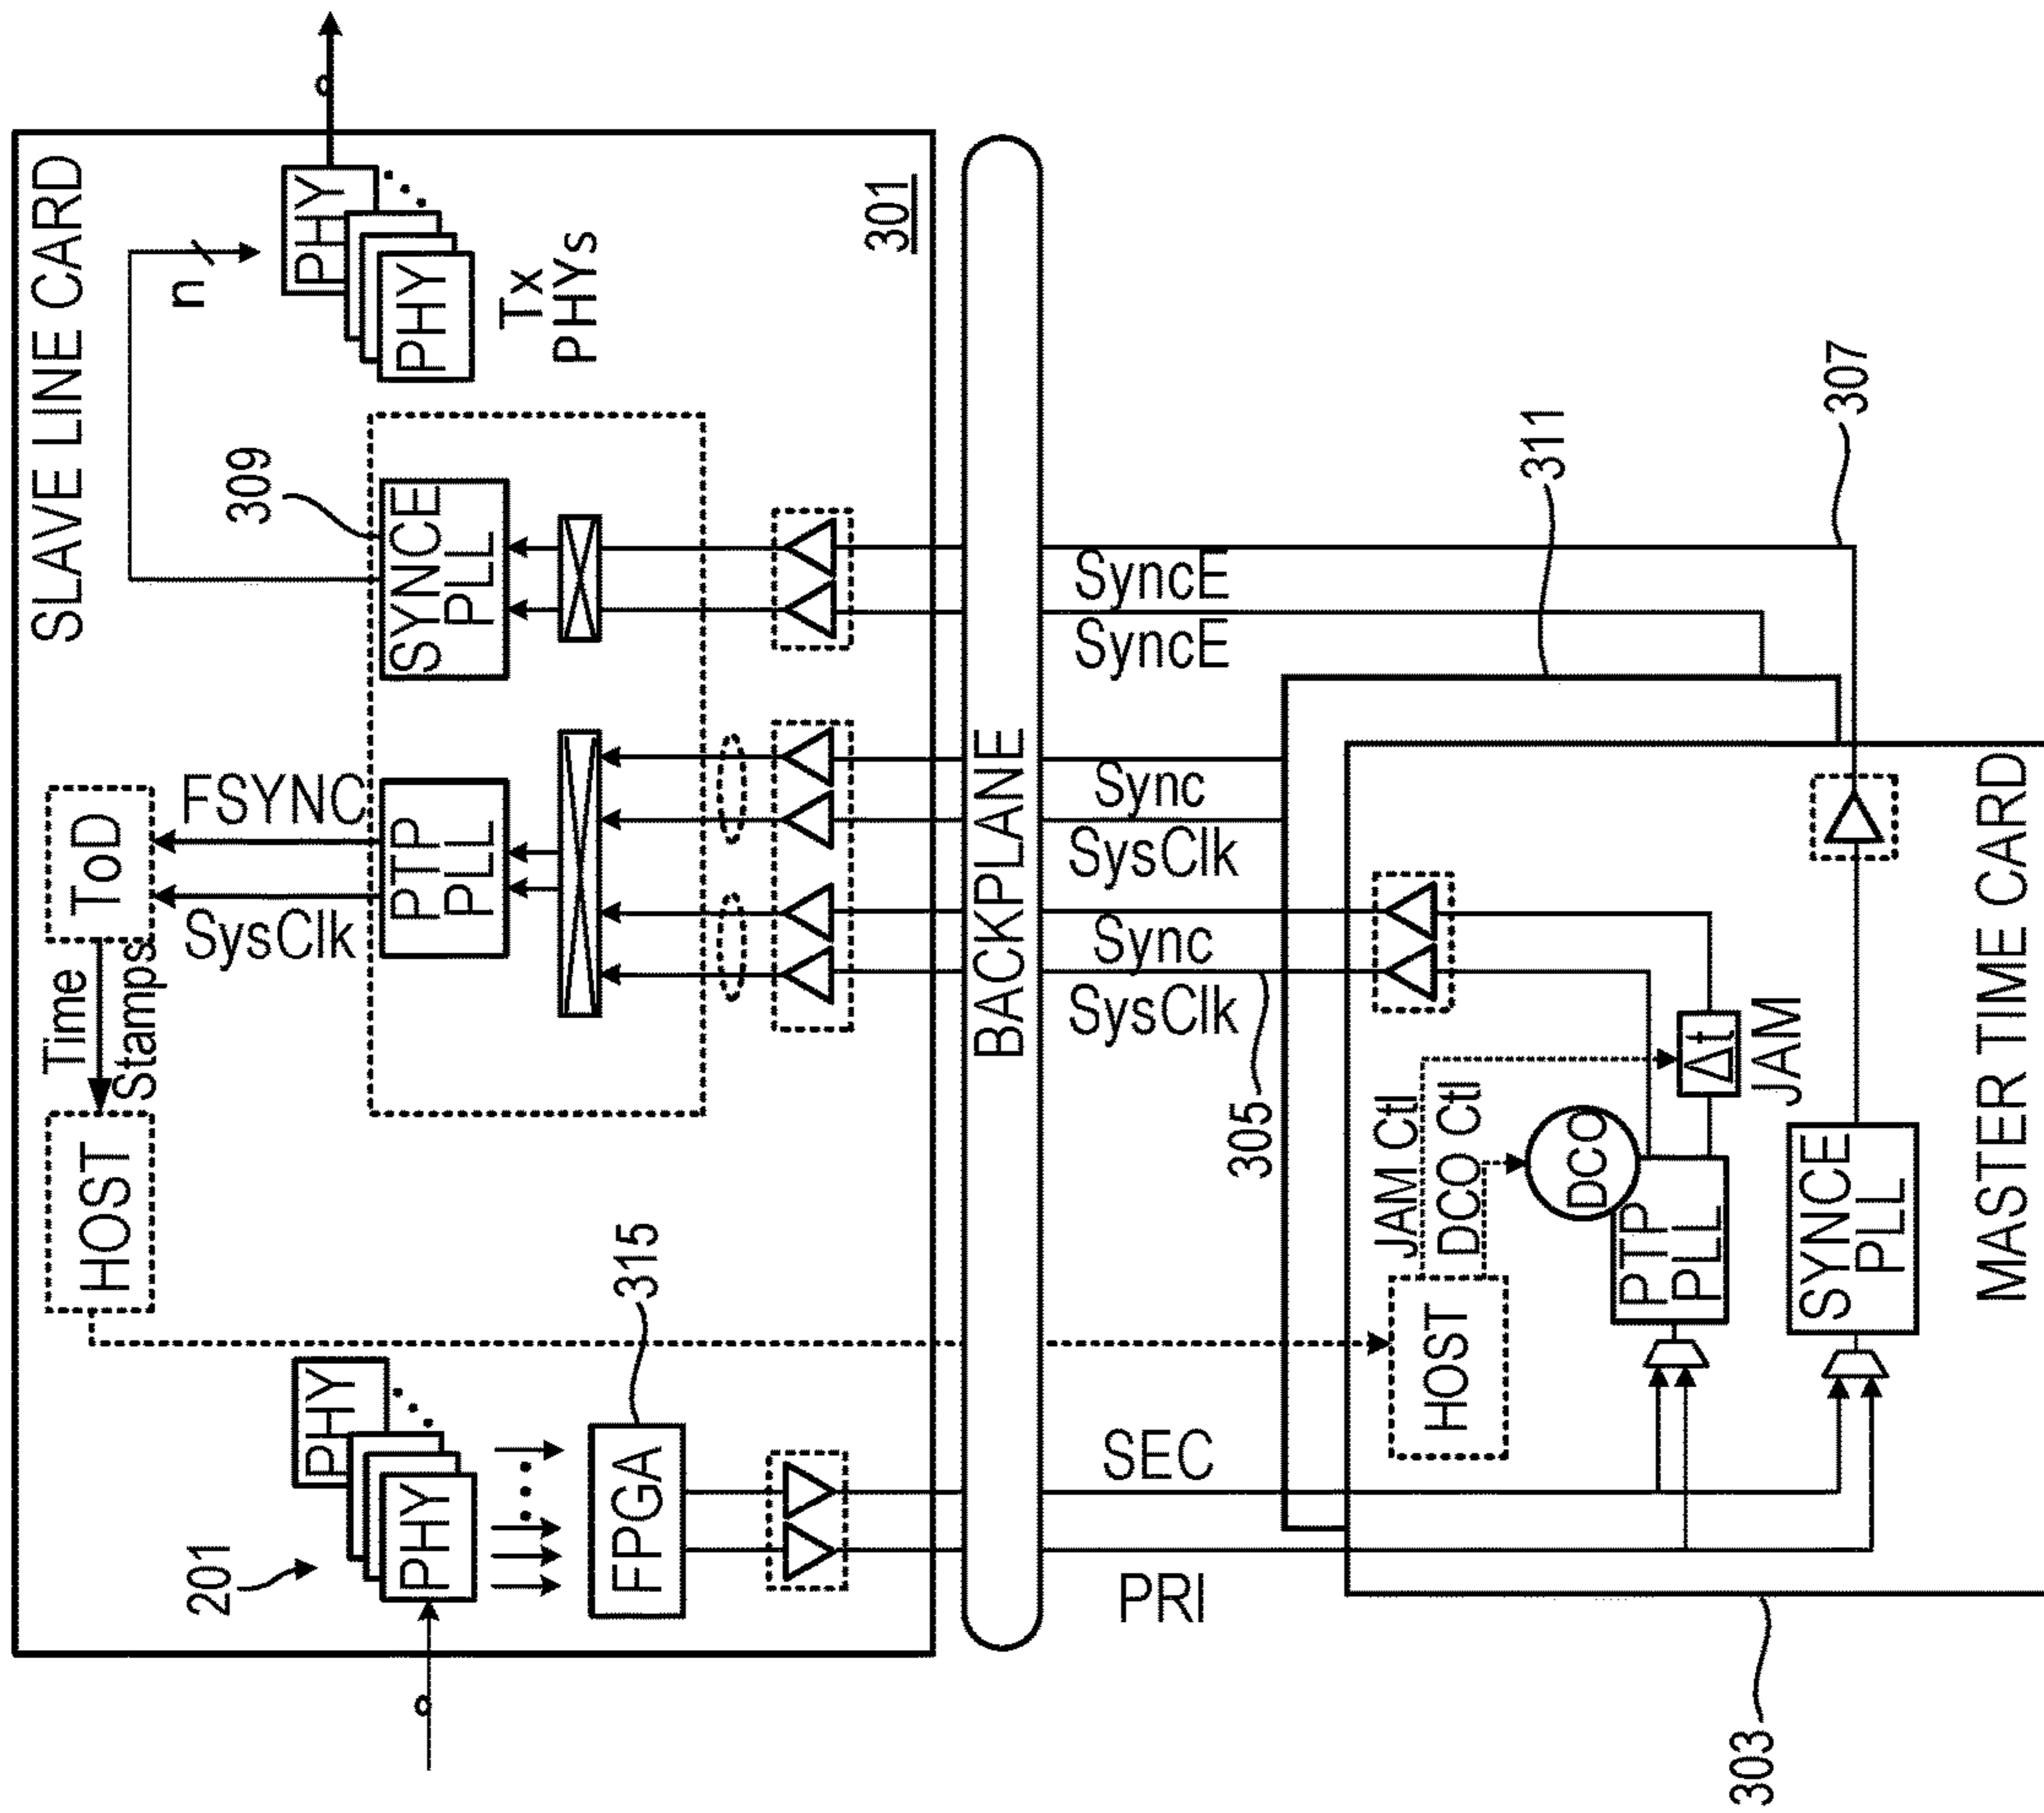 SLAVE LINE CARD
201
PHY
PHY
315
FPGA
HOST
Time
Stamps
ToD
SysClk
FSYNC
PTP
PLL
309
SYNCE
PLL
n
PHY
PHY
Tx
PHYs
301
BACKPLANE
PRI
SEC
305
SysClk
Sync
SysClk
Sync
SyncE
SyncE
311
307
303
HOST
JAM Ctl
DCO Ctl
DCO
PTP
PLL
Δt
JAM
SYNCE
PLL
MASTER TIME CARD